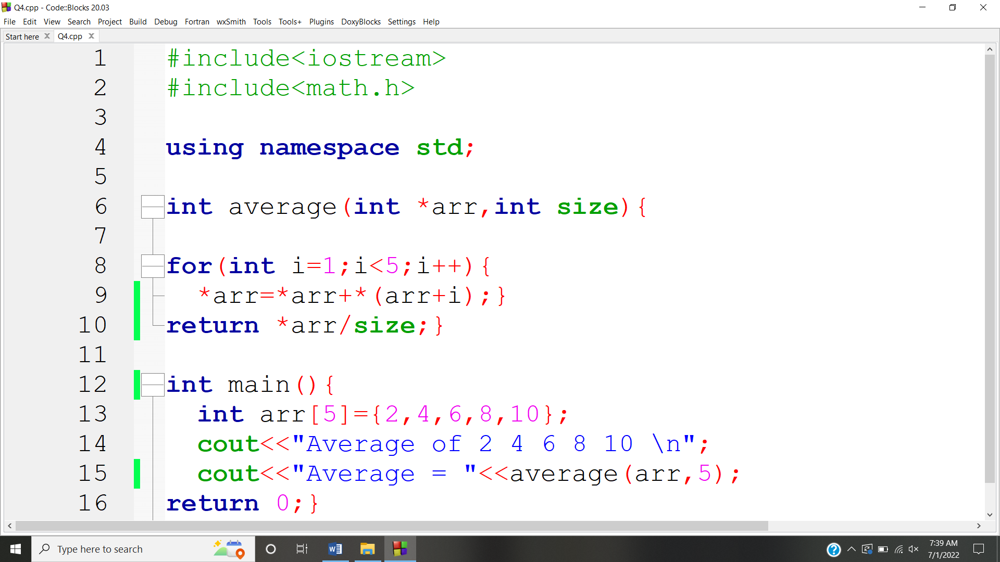 Q4.cpp - Code::Blocks 20.03
File Edit View Search Project Build Debug Fortran wxSmith Tools Tools+ Plugins DoxyBlocks Settings Help
Start here Q4.cpp
1 #include<iostream>
2 #include<math.h>
3
4 using namespace std;
5
6 int average(int *arr,int size){
7
8 for(int i=1;i<5;i++){
9   *arr=*arr+*(arr+i);}
10 return *arr/size;}
11
12 int main(){
13   int arr[5]={2,4,6,8,10};
14   cout<<"Average of 2 4 6 8 10 \n";
15   cout<<"Average = "<<average(arr,5);
16 return 0;}
Type here to search
7:39 AM
7/1/2022